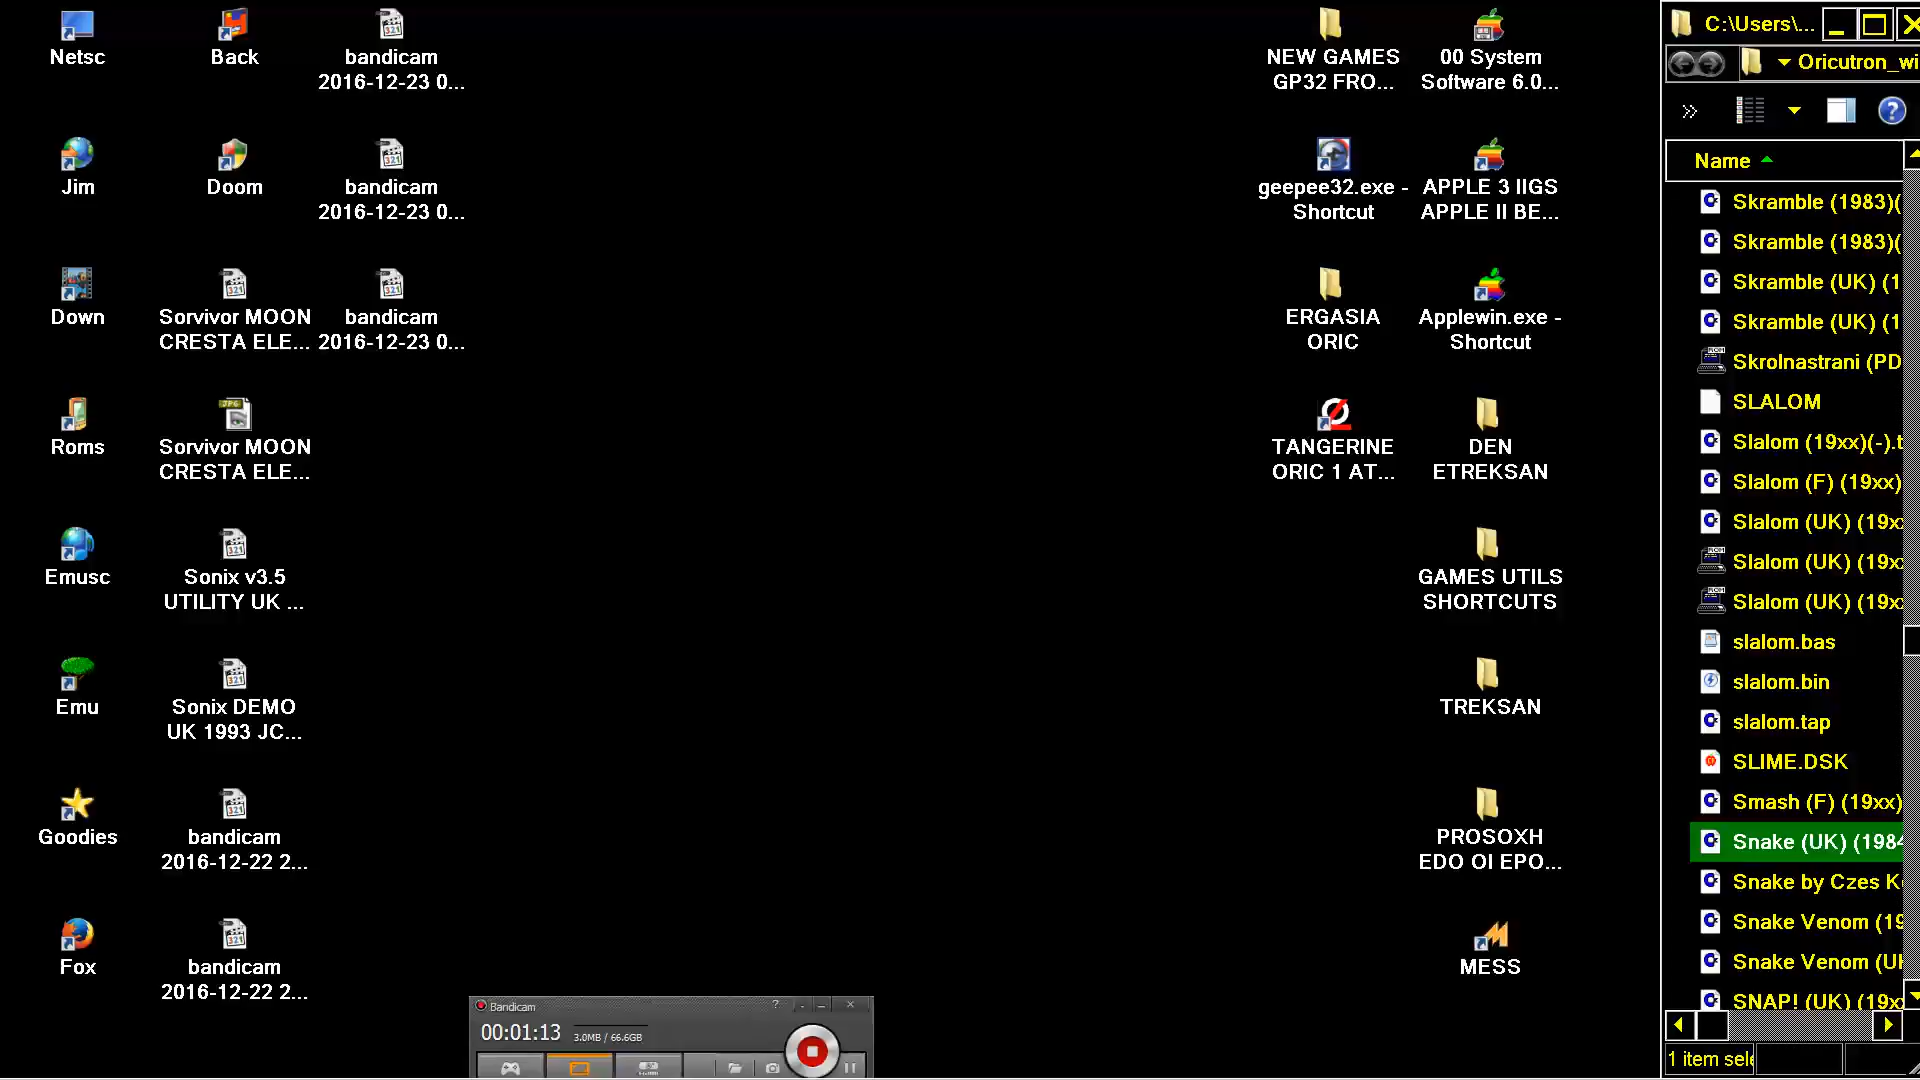 Netsc
Back
bandicam
2016-12-23 0...
Jim
Doom
bandicam
2016-12-23 0...
Down
Sorvivor MOON
CRESTA ELE...
bandicam
2016-12-23 0...
Roms
Sorvivor MOON
CRESTA ELE...
Emusc
Sonix v3.5
UTILITY UK ...
Emu
Sonix DEMO
UK 1993 JC...
Goodies
bandicam
2016-12-22 2...
Fox
bandicam
2016-12-22 2...
NEW GAMES
GP32 FRO...
00 System
Software 6.0...
geepee32.exe -
Shortcut
APPLE 3 IIGS
APPLE II BE...
ERGASIA
ORIC
Applewin.exe -
Shortcut
TANGERINE
ORIC 1 AT...
DEN
ETREKSAN
GAMES UTILS
SHORTCUTS
TREKSAN
PROSOXH
EDO OI EPO...
MESS
Bandicam
00:01:13
3.0MB / 66.6GB
C:\Users\...
Oricutron_wi
Name
Skramble (1983)(
Skramble (1983)(
Skramble (UK) (1
Skramble (UK) (1
Skrolnastrani (PD
SLALOM
Slalom (19xx)(-).t
Slalom (F) (19xx)
Slalom (UK) (19x
Slalom (UK) (19x
Slalom (UK) (19x
slalom.bas
slalom.bin
slalom.tap
SLIME.DSK
Smash (F) (19xx)
Snake (UK) (1984
Snake by Czes K
Snake Venom (19
Snake Venom (U
SNAP! (UK) (19x
1 item sele